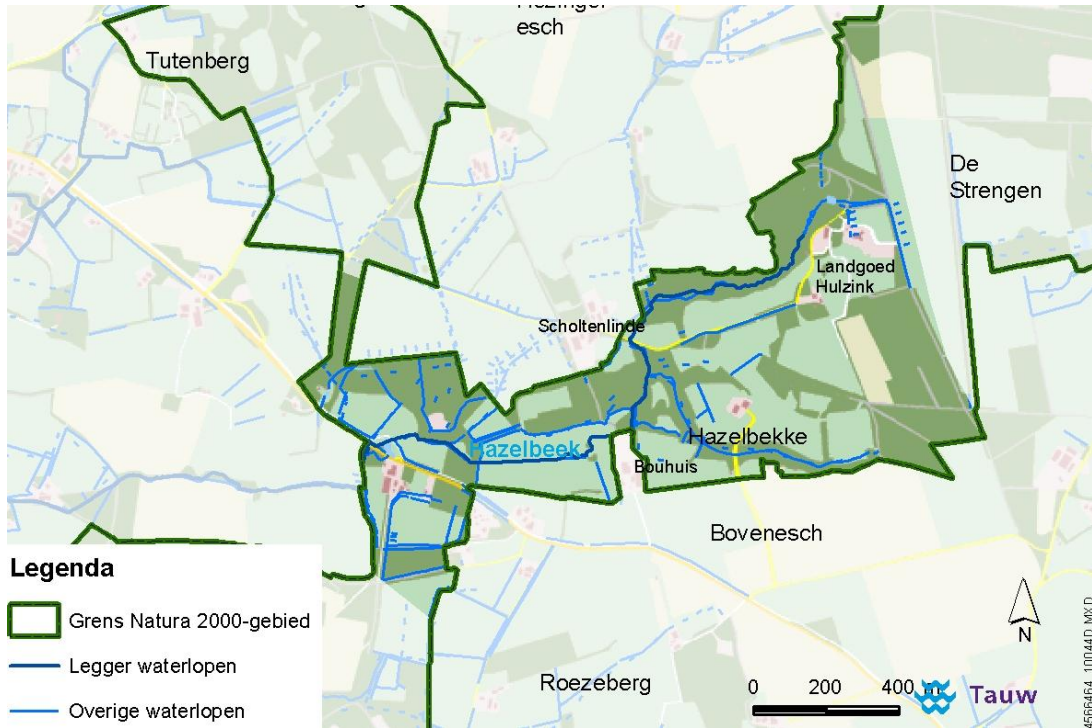 esch
Tutenberg
De
Strengen
Landgoed
Hulzink
Scholtenlinde
Hazelbeek
Hazelbekke
Bouhuis
Bovenesch
Roezeberg
Legenda
Grens Natura 2000-gebied
Legger waterlopen
Overige waterlopen
N
0 200 400 m
Tauw